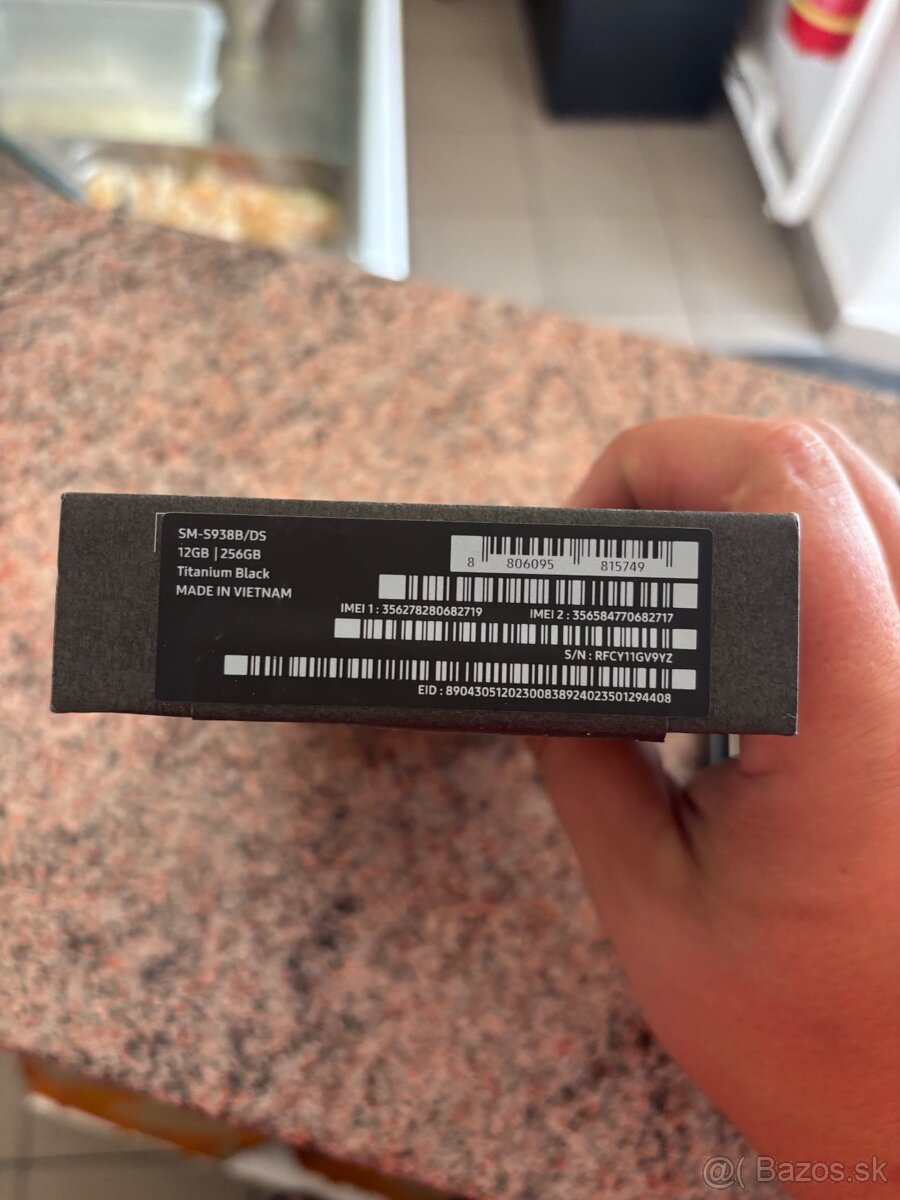 SM-S938B/DS
12GB | 256GB
Titanium Black
MADE IN VIETNAM
8 806095 815749
IMEI 1 : 356278280682719 IMEI 2 : 356584770682717
S/N : RFCY11GV9YZ
EID : 89043051202300838924023501294408
@( Bazos.sk